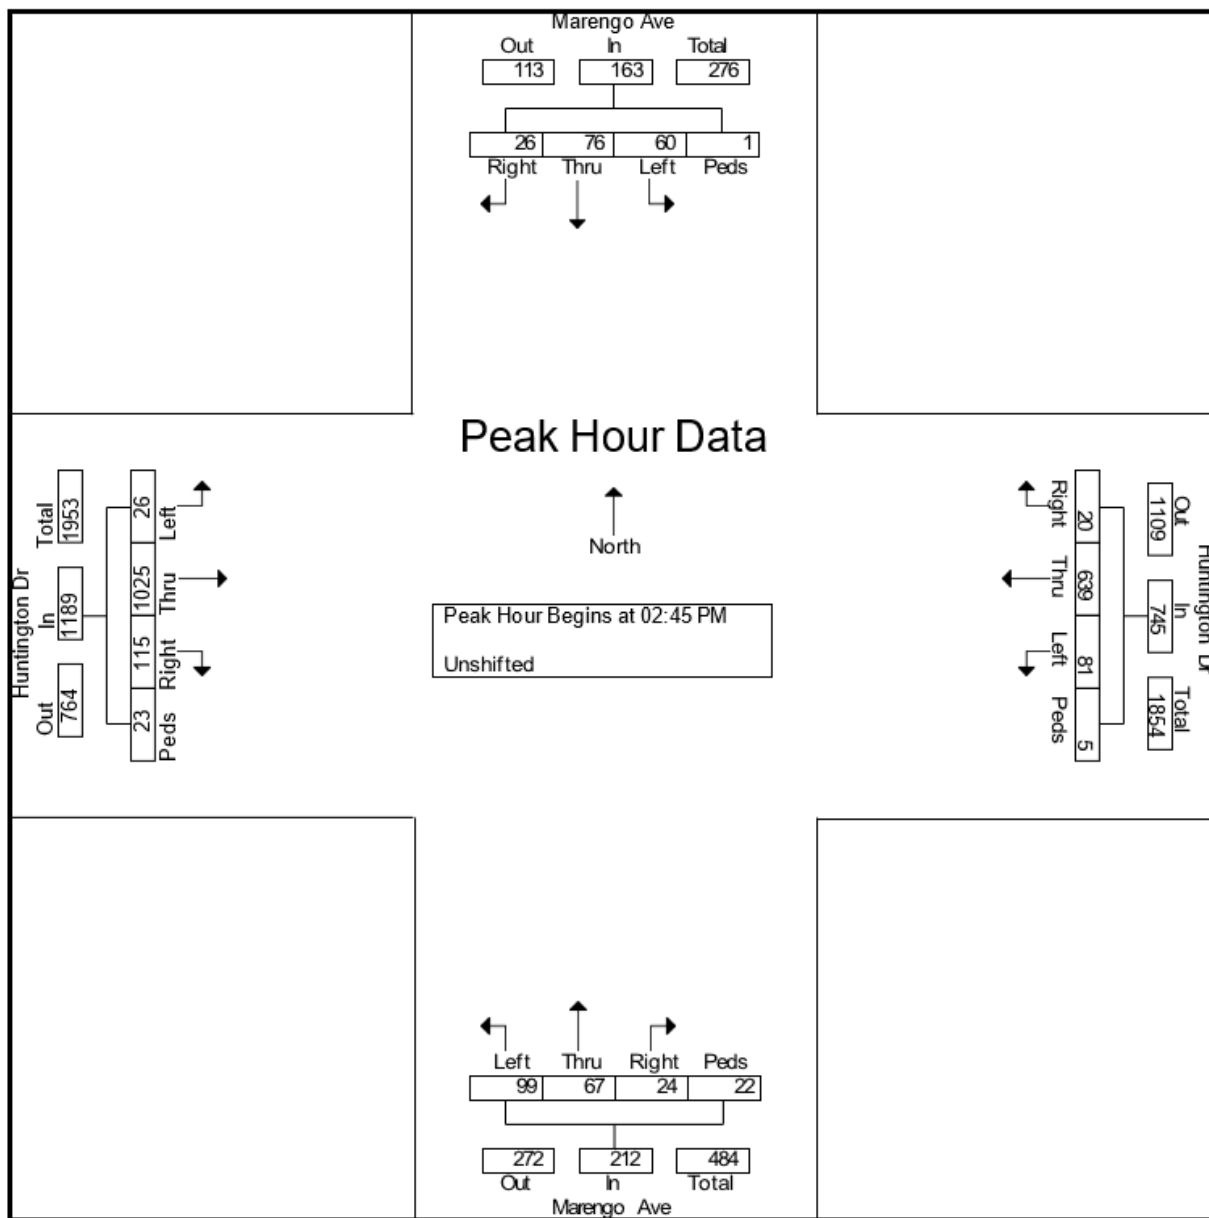 Marengo Ave
Out In Total
113 163 276
26 76 60 1
Right Thru Left Peds
Peak Hour Data
North
Peak Hour Begins at 02:45 PM
Unshifted
Huntington Dr
Out In Total
764 1189 1953
Left Thru Right Peds
26 1025 115 23
Huntington Dr
Out In Total
1109 745 1854
Right Thru Left Peds
20 639 81 5
Left Thru Right Peds
99 67 24 22
272 212 484
Out In Total
Marengo Ave